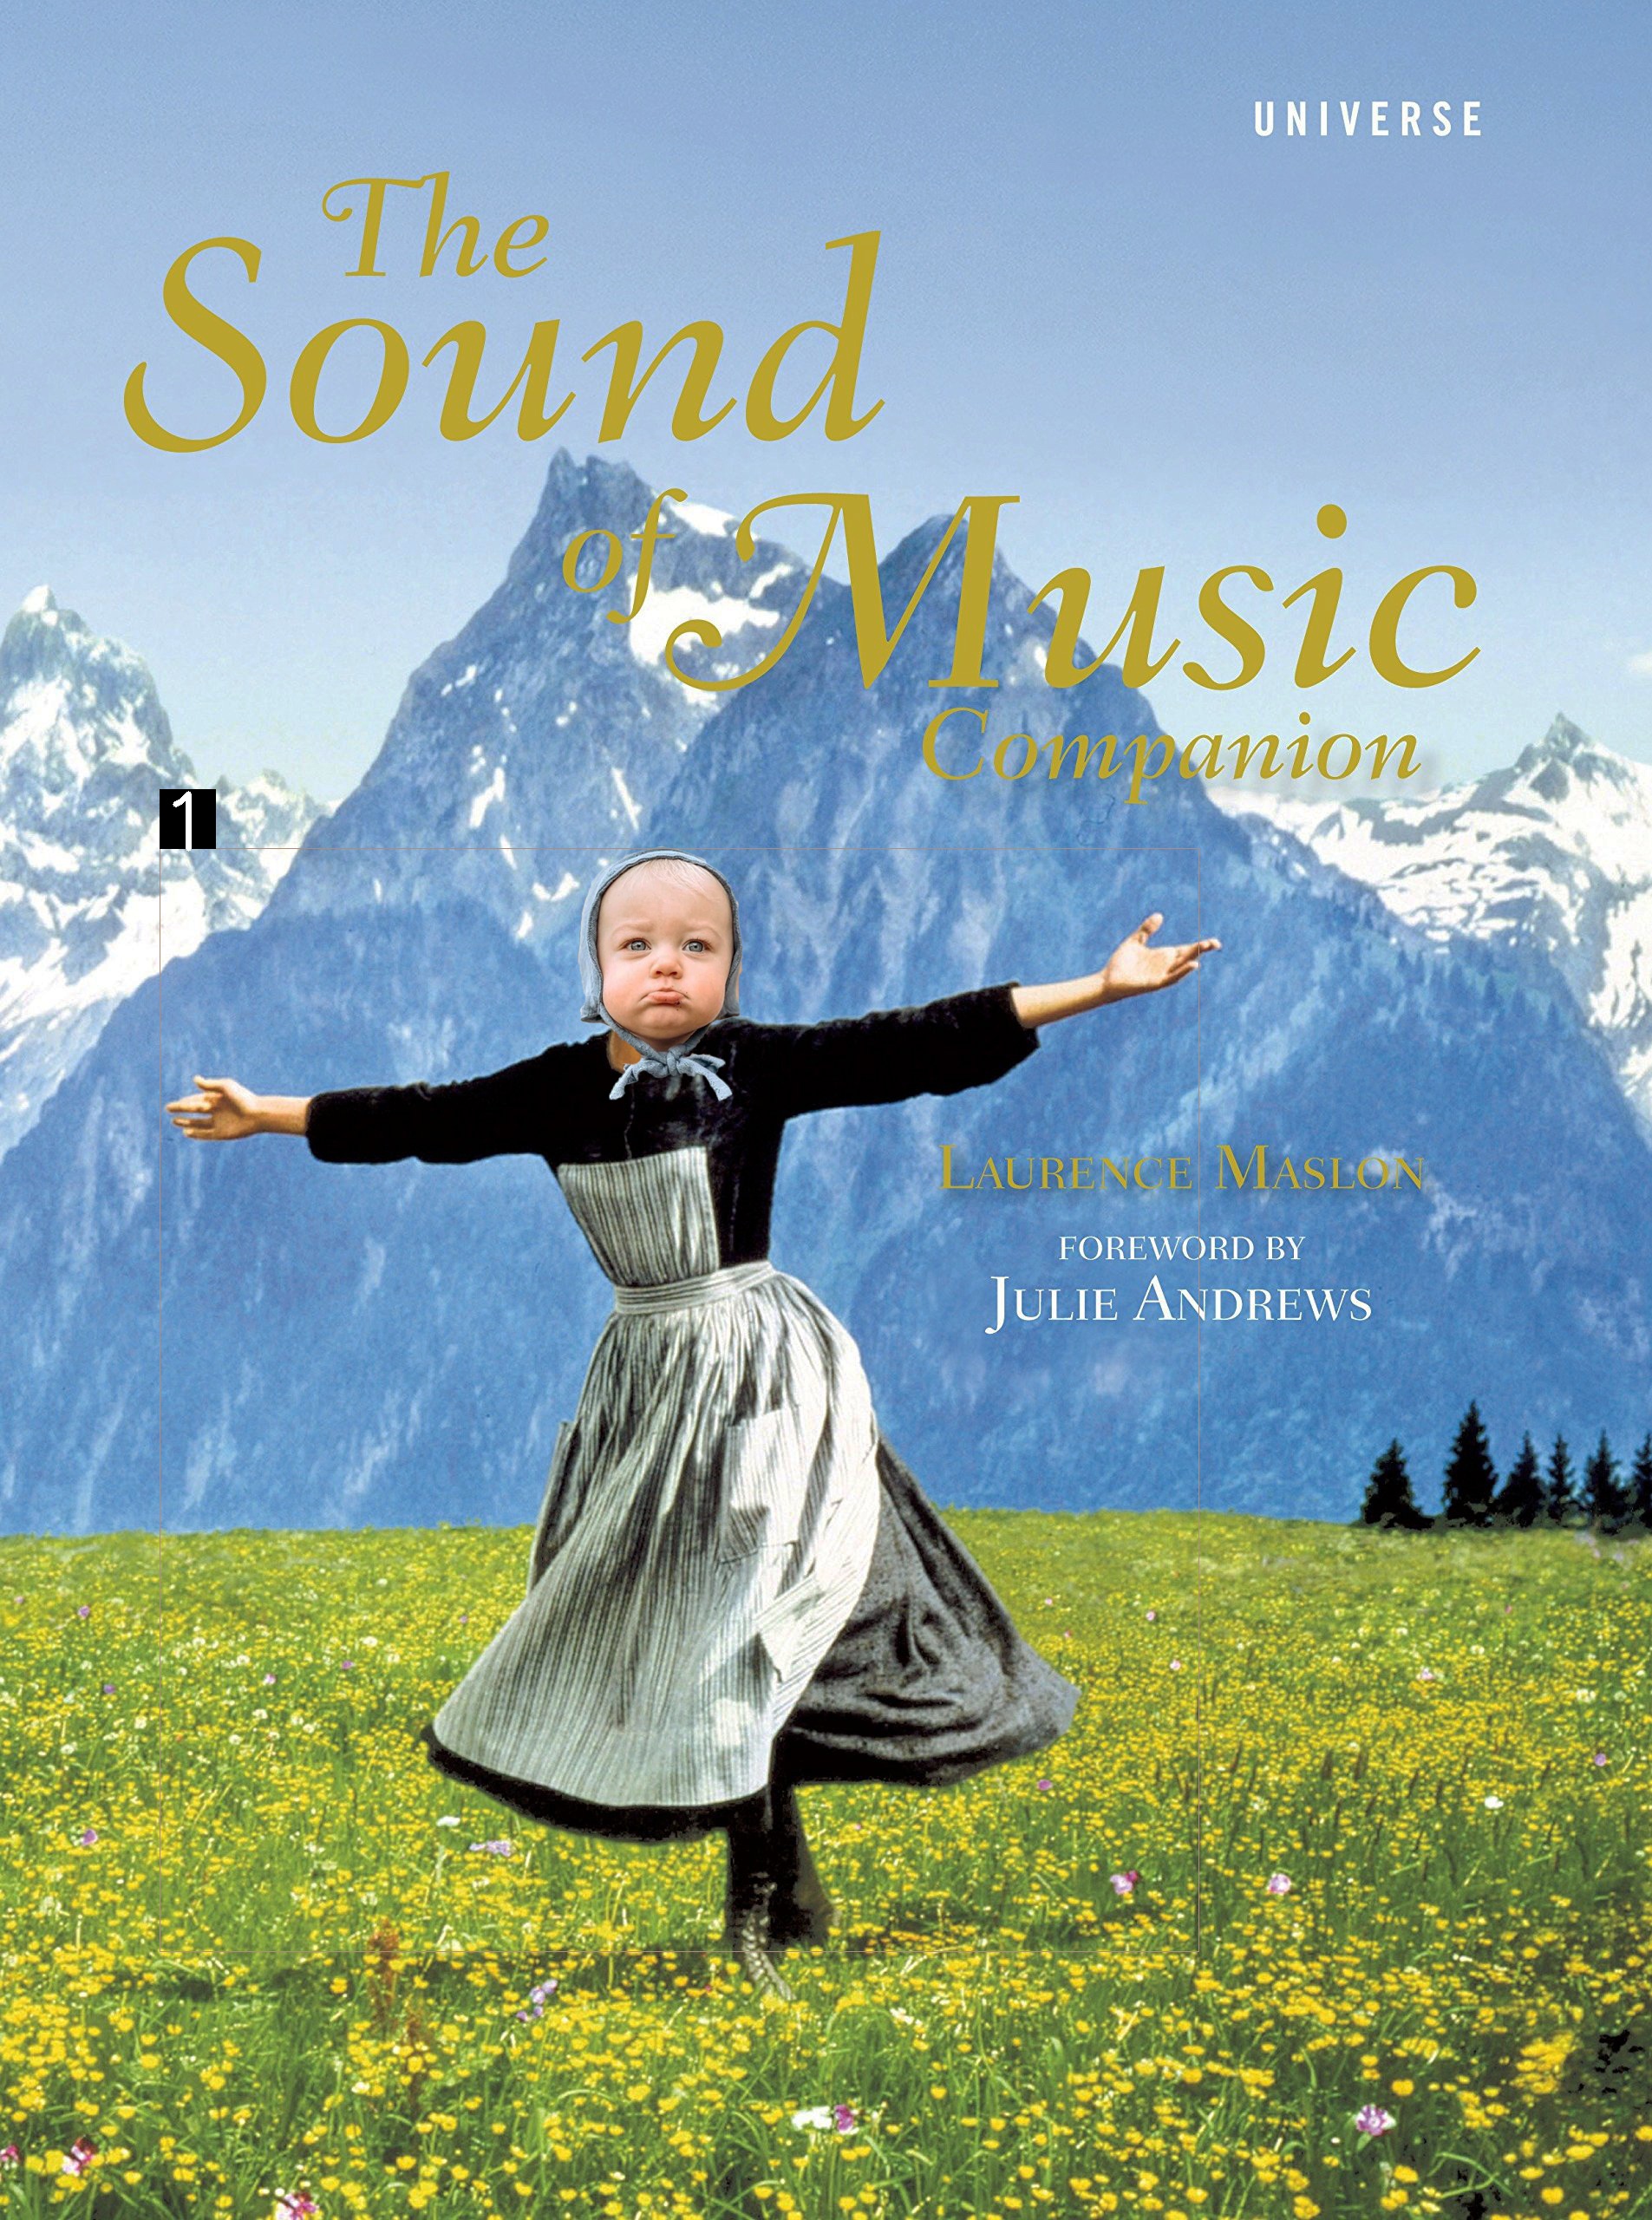 UNIVERSE
The
Sound
of Music
Companion
1
LAURENCE MASLON
FOREWORD BY
JULIE ANDREWS